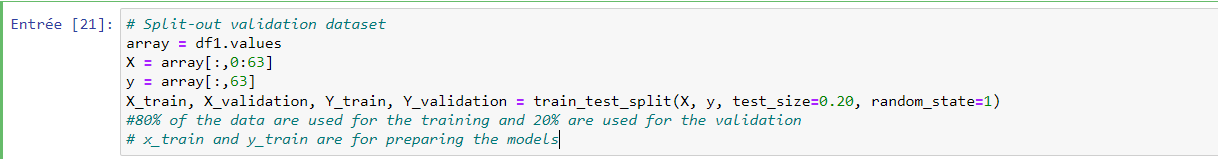 Entrée [21]: # Split-out validation dataset
array = df1.values
X = array[:,0:63]
y = array[:,63]
X_train, X_validation, Y_train, Y_validation = train_test_split(X, y, test_size=0.20, random_state=1)
#80% of the data are used for the training and 20% are used for the validation
# x_train and y_train are for preparing the models